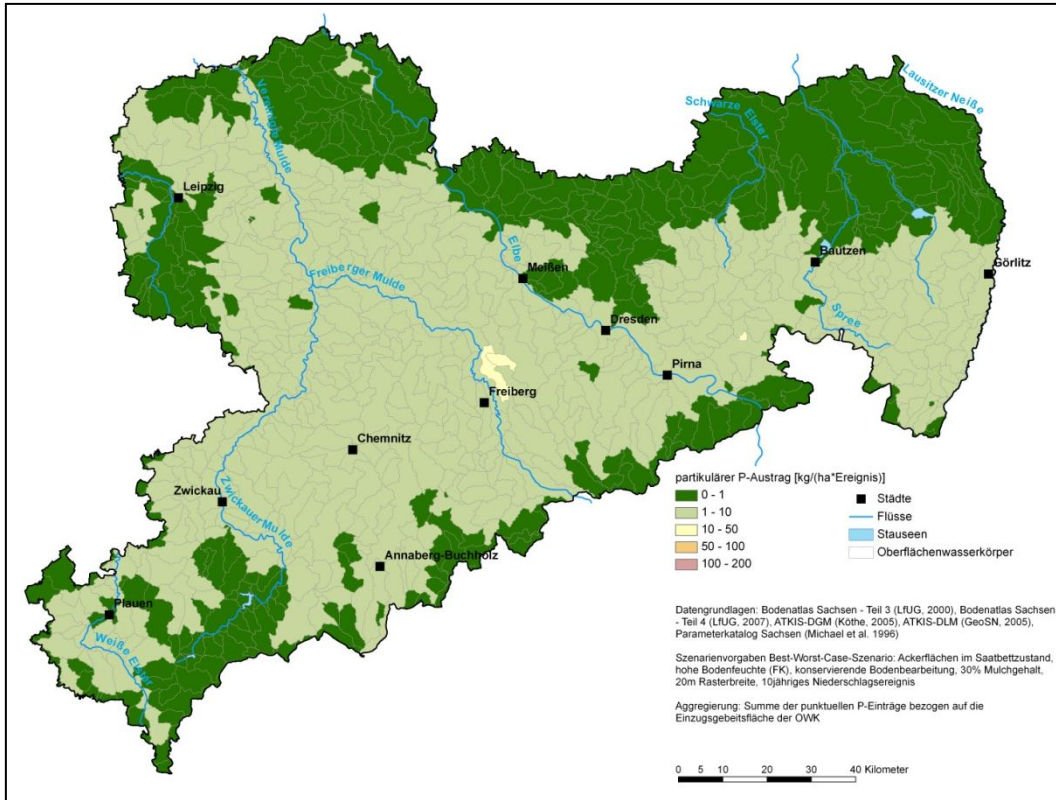 Lausitzer Neiße
Schwarze Elster
Vereinigte Mulde
Leipzig
Elbe
Bautzen
Görlitz
Meißen
Freiberger Mulde
Dresden
Spree
Pirna
Freiberg
Chemnitz
Zwickau
Zwickauer Mulde
Annaberg-Buchholz
Plauen
Weiße Elster
partikulärer P-Austrag [kg/(ha*Ereignis)]
0 - 1
1 - 10
10 - 50
50 - 100
100 - 200
Städte
Flüsse
Stauseen
Oberflächenwasserkörper
Datengrundlagen: Bodenatlas Sachsen - Teil 3 (LfUG, 2000), Bodenatlas Sachsen
- Teil 4 (LfUG, 2007), ATKIS-DGM (Köthe, 2005), ATKIS-DLM (GeoSN, 2005),
Parameterkatalog Sachsen (Michael et al. 1996)
Szenarienvorgaben Best-Worst-Case-Szenario: Ackerflächen im Saatbettzustand,
hohe Bodenfeuchte (FK), konservierende Bodenbearbeitung, 30% Mulchgehalt,
20m Rasterbreite, 10jähriges Niederschlagsereignis
Aggregierung: Summe der punktuellen P-Einträge bezogen auf die
Einzugsgebeitsfläche der OWK
0 5 10 20 30 40 Kilometer